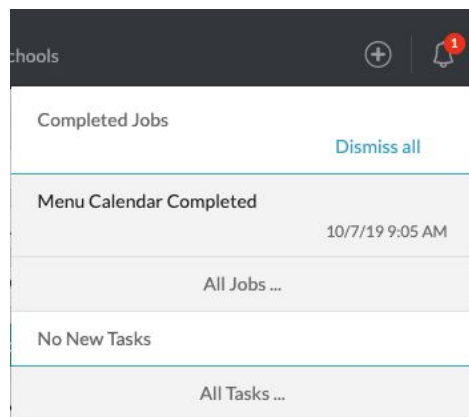 chools
1
Completed Jobs
Dismiss all
Menu Calendar Completed
10/7/19 9:05 AM
All Jobs ...
No New Tasks
All Tasks ...